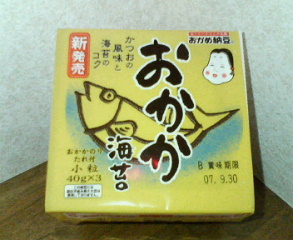 おかめ納豆
かつおの
風味と
海苔の
コク
新発売
おかか
海苔
おかかのり
たれ付
小粒
40g×3
賞味期限
07. 9.30